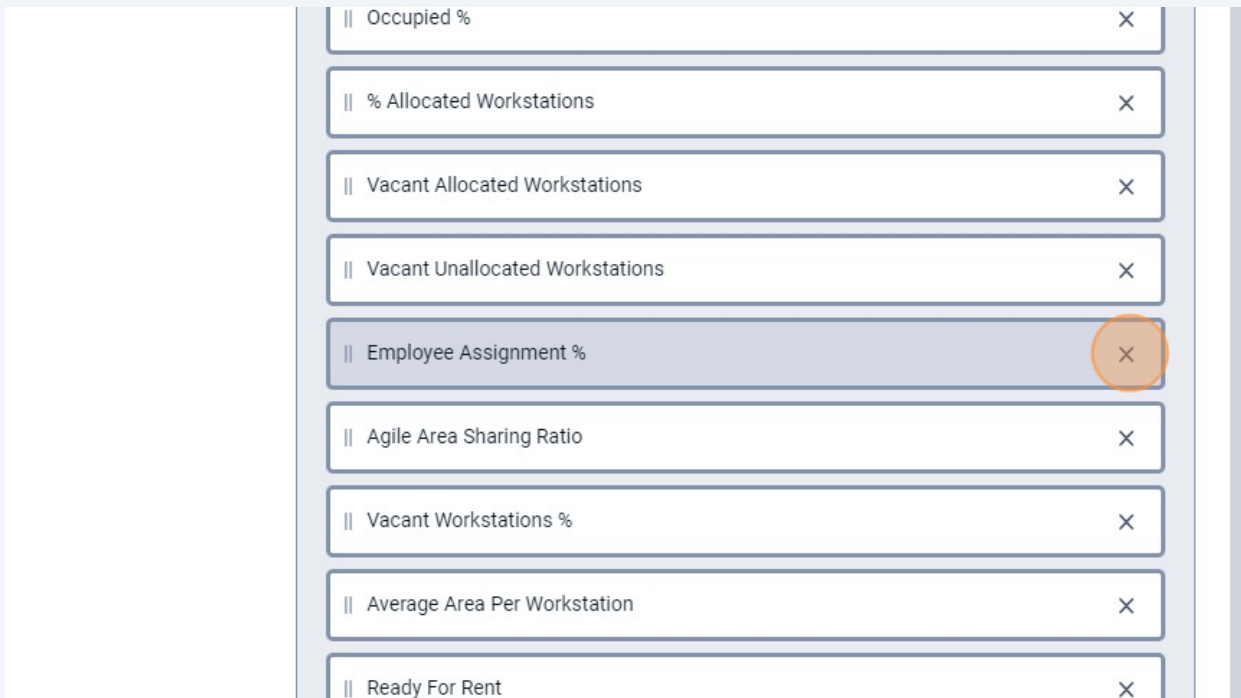 Occupied %
% Allocated Workstations
Vacant Allocated Workstations
Vacant Unallocated Workstations
Employee Assignment %
Agile Area Sharing Ratio
Vacant Workstations %
Average Area Per Workstation
Ready For Rent